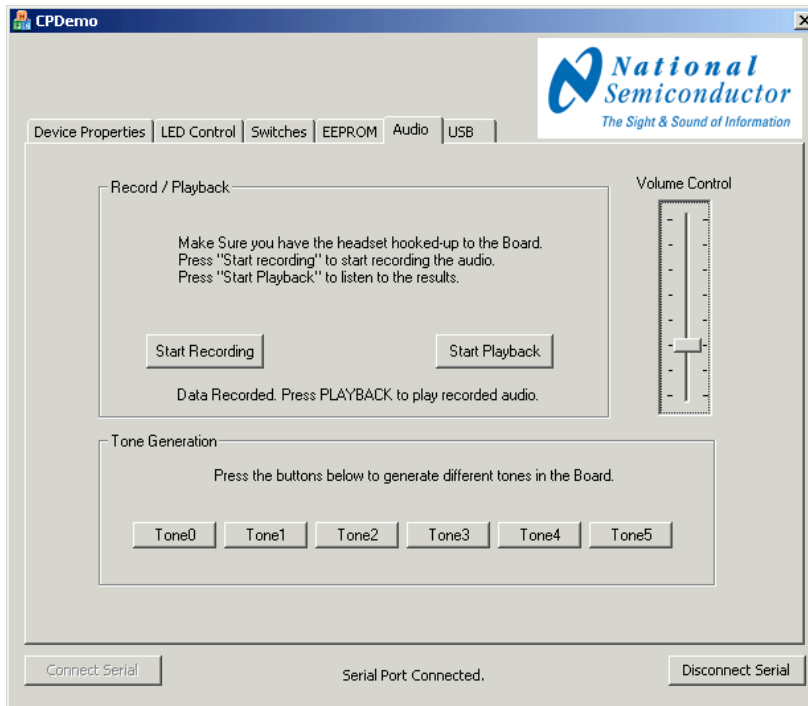 CPDemo
National
Semiconductor
The Sight & Sound of Information
Device Properties LED Control Switches EEPROM Audio USB
Record / Playback
Volume Control
Make Sure you have the headset hooked-up to the Board.
Press "Start recording" to start recording the audio.
Press "Start Playback" to listen to the results.
Start Recording Start Playback
Data Recorded. Press PLAYBACK to play recorded audio.
Tone Generation
Press the buttons below to generate different tones in the Board.
Tone0 Tone1 Tone2 Tone3 Tone4 Tone5
Connect Serial Serial Port Connected. Disconnect Serial